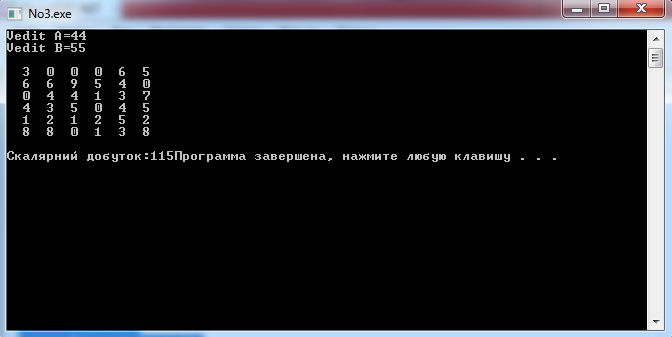 No3.exe
Vedit A=44
Vedit B=55
3 0 0 0 6 5
6 6 9 5 4 0
0 4 4 1 3 7
4 3 5 0 4 5
1 2 1 2 5 2
8 8 0 1 3 8
Скалярний добуток:115Программа завершена, нажмите любую клавишу . . .